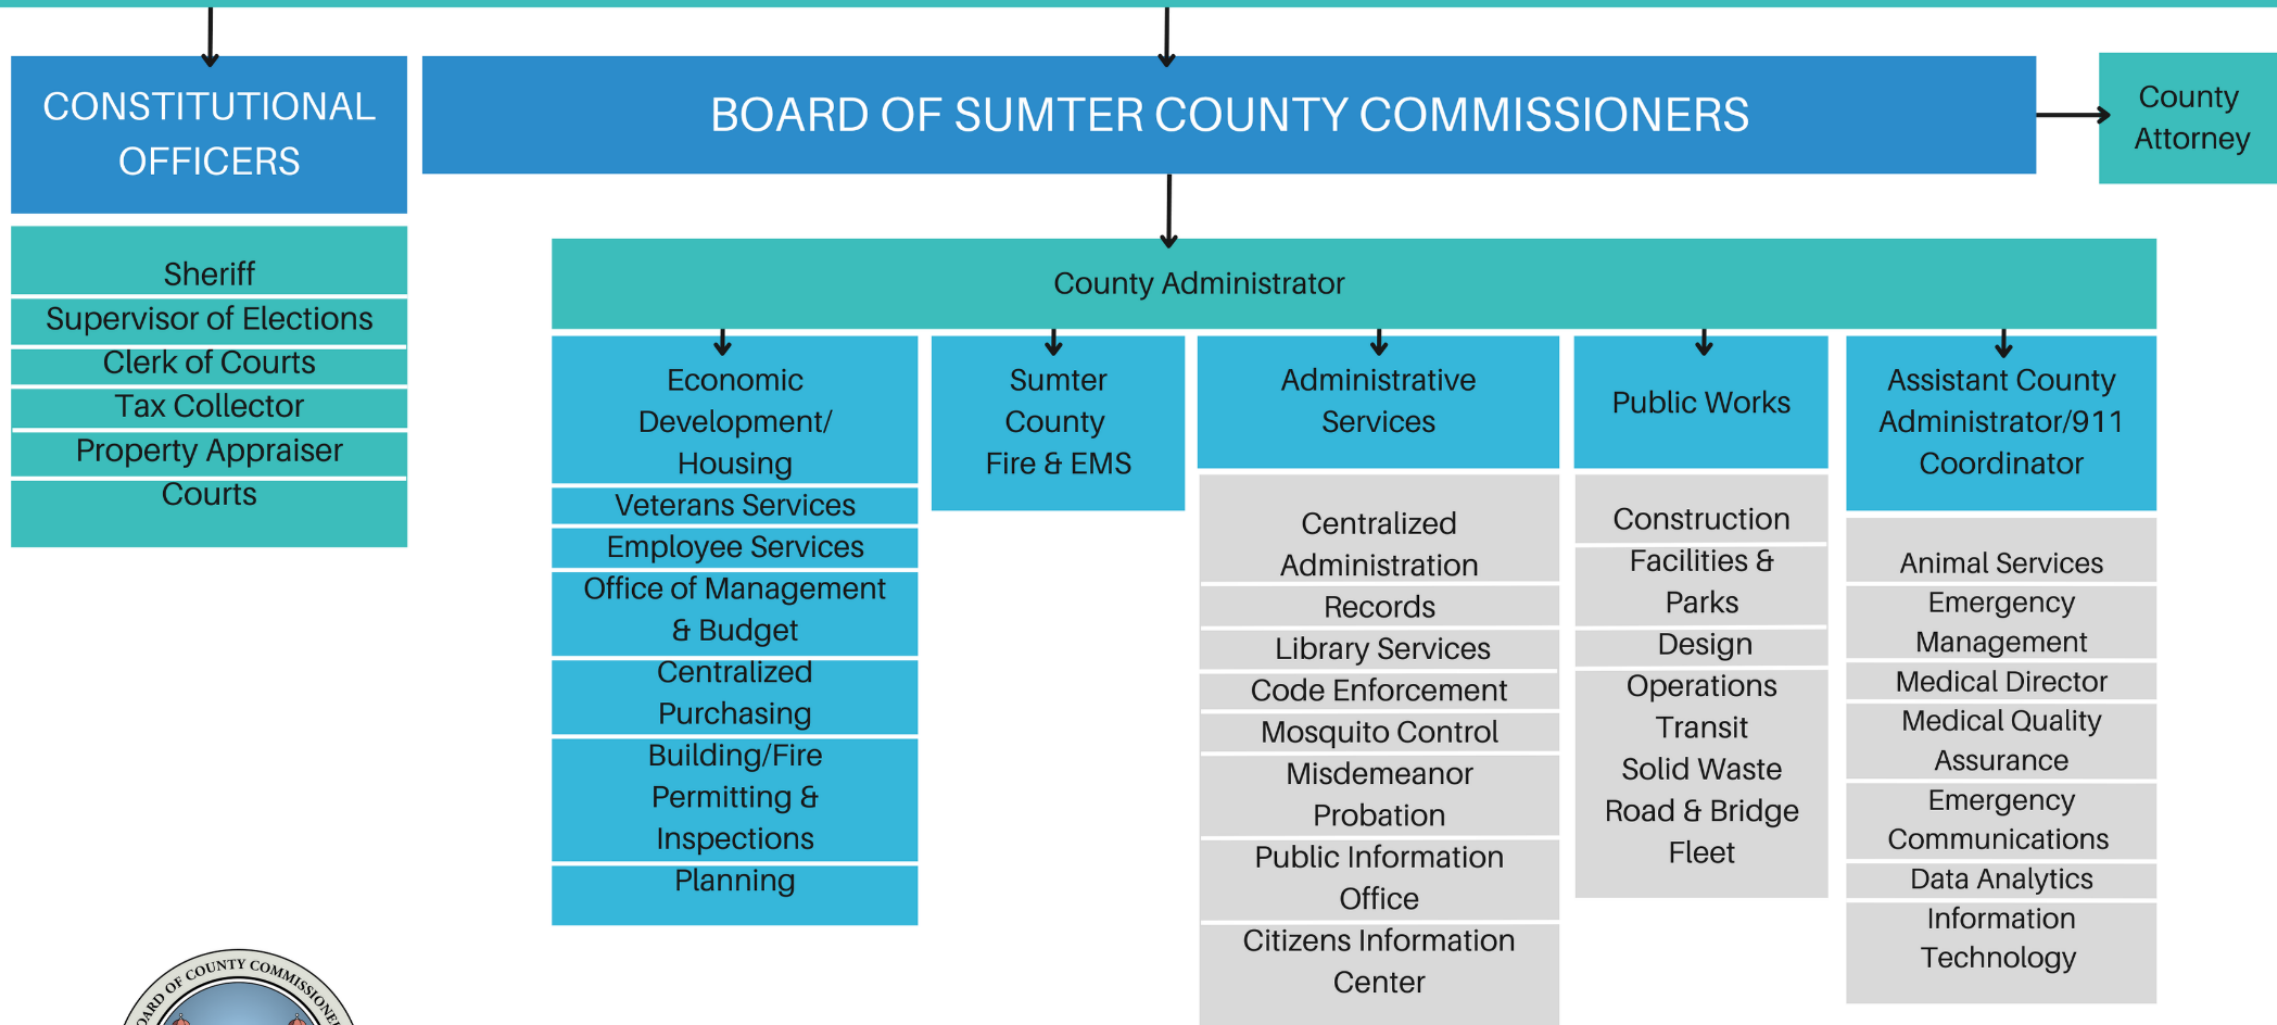 CONSTITUTIONAL
OFFICERS
Sheriff
Supervisor of Elections
Clerk of Courts
Tax Collector
Property Appraiser
Courts
BOARD OF SUMTER COUNTY COMMISSIONERS
County
Attorney
County Administrator
Economic
Development/
Housing
Veterans Services
Employee Services
Office of Management
& Budget
Centralized
Purchasing
Building/Fire
Permitting &
Inspections
Planning
Sumter
County
Fire & EMS
Administrative
Services
Centralized
Administration
Records
Library Services
Code Enforcement
Mosquito Control
Misdemeanor
Probation
Public Information
Office
Citizens Information
Center
Public Works
Construction
Facilities &
Parks
Design
Operations
Transit
Solid Waste
Road & Bridge
Fleet
Assistant County
Administrator/911
Coordinator
Animal Services
Emergency
Management
Medical Director
Medical Quality
Assurance
Emergency
Communications
Data Analytics
Information
Technology
OF COUNTY